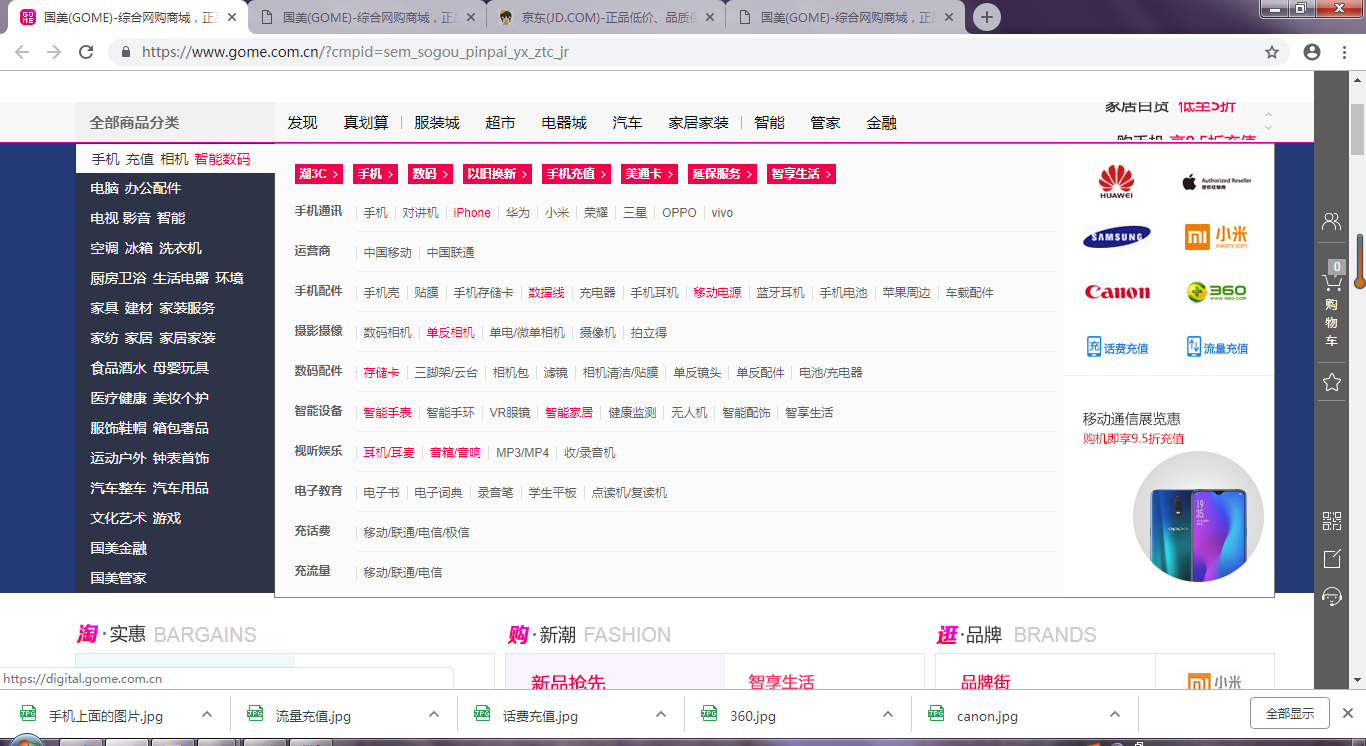 国美(GOME)-综合网购商城，正品
国美(GOME)-综合网购商城，正品
京东(JD.COM)-正品低价、品质保
国美(GOME)-综合网购商城，正品
https://www.gome.com.cn/?cmpid=sem_sogou_pinpai_yx_ztc_jr
家居百货 低至5折
购手机 享9.5折充值
全部商品分类 发现 真划算 服装城 超市 电器城 汽车 家居家装 智能 管家 金融
手机 充值 相机 智能数码
电脑 办公配件
电视 影音 智能
空调 冰箱 洗衣机
厨房卫浴 生活电器 环境
家具 建材 家装服务
家纺 家居 家居家装
食品酒水 母婴玩具
医疗健康 美妆个护
服饰鞋帽 箱包奢品
运动户外 钟表首饰
汽车整车 汽车用品
文化艺术 游戏
国美金融
国美管家
潮3C > 手机 > 数码 > 以旧换新 > 手机充值 > 美通卡 > 延保服务 > 智享生活 >
手机通讯 手机 对讲机 iPhone 华为 小米 荣耀 三星 OPPO vivo
运营商 中国移动 中国联通
手机配件 手机壳 贴膜 手机存储卡 数据线 充电器 手机耳机 移动电源 蓝牙耳机 手机电池 苹果周边 车载配件
摄影摄像 数码相机 单反相机 单电/微单相机 摄像机 拍立得
数码配件 存储卡 三脚架/云台 相机包 滤镜 相机清洁/贴膜 单反镜头 单反配件 电池/充电器
智能设备 智能手表 智能手环 VR眼镜 智能家居 健康监测 无人机 智能配饰 智享生活
视听娱乐 耳机/耳麦 音箱/音响 MP3/MP4 收/录音机
电子教育 电子书 电子词典 录音笔 学生平板 点读机/复读机
充话费 移动/联通/电信/极信
充流量 移动/联通/电信
HUAWEI
Authorized Reseller
授权经销商
SAMSUNG
小米
xiaomi.com
Canon
360
www.360.com
充 话费充值
流量充值
移动通信展览惠
购机即享9.5折充值
19
35
0
购
物
车
淘·实惠 BARGAINS
购·新潮 FASHION
逛·品牌 BRANDS
新品抢先
智享生活
品牌街
小米
https://digital.gome.com.cn
手机上面的图片.jpg
流量充值.jpg
话费充值.jpg
360.jpg
canon.jpg
全部显示